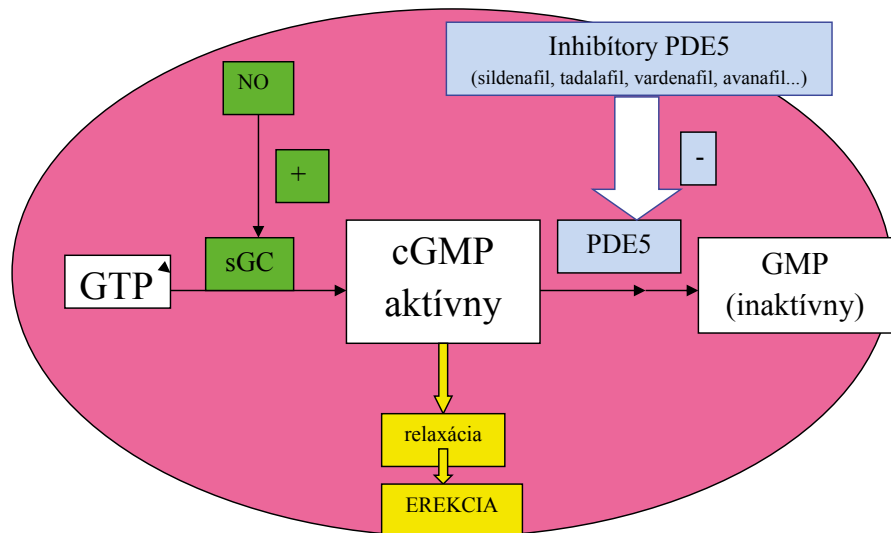 Inhibítory PDE5
(sildenafil, tadalafil, vardenafil, avanafil...)
NO
+
-
sGC
PDE5
GTP
cGMP
aktívny
GMP
(inaktívny)
relaxácia
EREKCIA